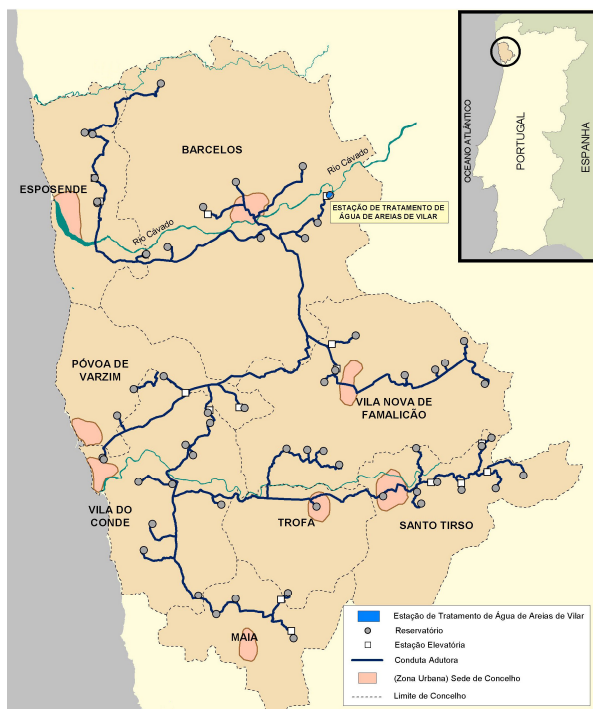 BARCELOS
ESPOSENDE
Rio Cávado
Rio Cávado
ESTAÇÃO DE TRATAMENTO DE
ÁGUA DE AREIAS DE VILAR
OCEANO ATLÂNTICO
PORTUGAL
ESPANHA
PÓVOA DE
VARZIM
VILA NOVA DE
FAMALICÃO
VILA DO
CONDE
TROFA
SANTO TIRSO
MAIA
Estação de Tratamento de Água de Areias de Vilar
Reservatório
Estação Elevatória
Conduta Adutora
(Zona Urbana) Sede de Concelho
Limite de Concelho